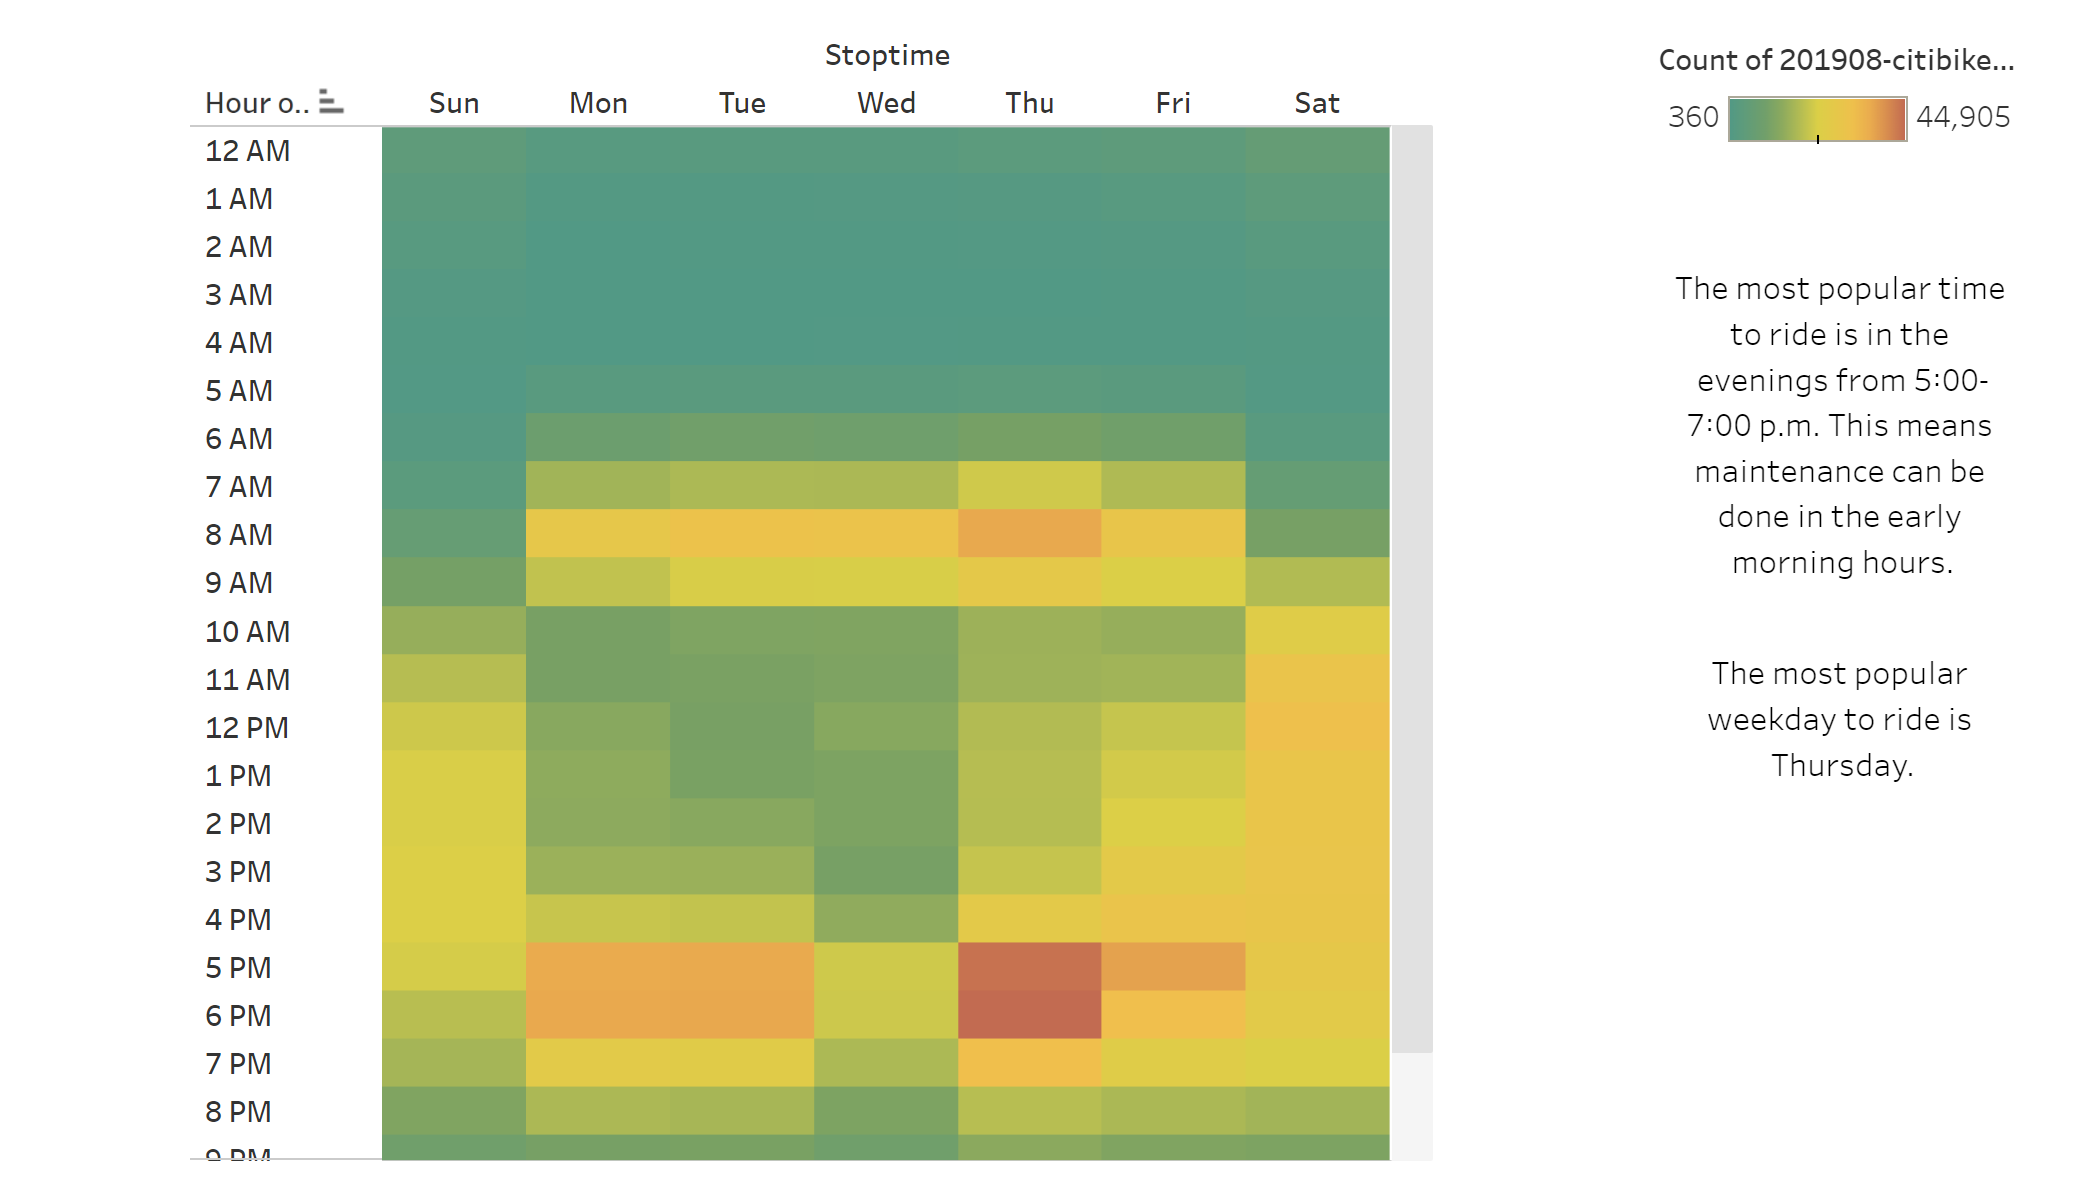 Stoptime
Hour o.. Sun Mon Tue Wed Thu Fri Sat
12 AM
1 AM
2 AM
3 AM
4 AM
5 AM
6 AM
7 AM
8 AM
9 AM
10 AM
11 AM
12 PM
1 PM
2 PM
3 PM
4 PM
5 PM
6 PM
7 PM
8 PM
9 PM
Count of 201908-citibike...
360 44,905
The most popular time
to ride is in the
evenings from 5:00-
7:00 p.m. This means
maintenance can be
done in the early
morning hours.
The most popular
weekday to ride is
Thursday.